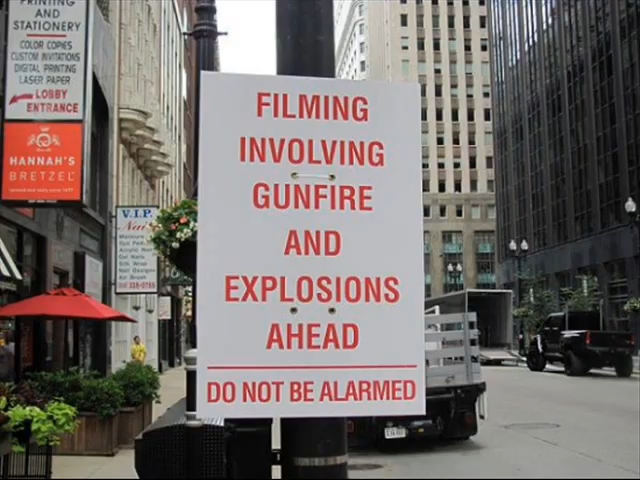 PRINTING AND
STATIONERY
COLOR COPIES
CUSTOM INVITATIONS
DIGITAL PRINTING
LASER PAPER
LOBBY
ENTRANCE
HANNAH'S
BRETZEL
V.I.P.
Nails
FILMING
INVOLVING
GUNFIRE
AND
EXPLOSIONS
AHEAD
DO NOT BE ALARMED